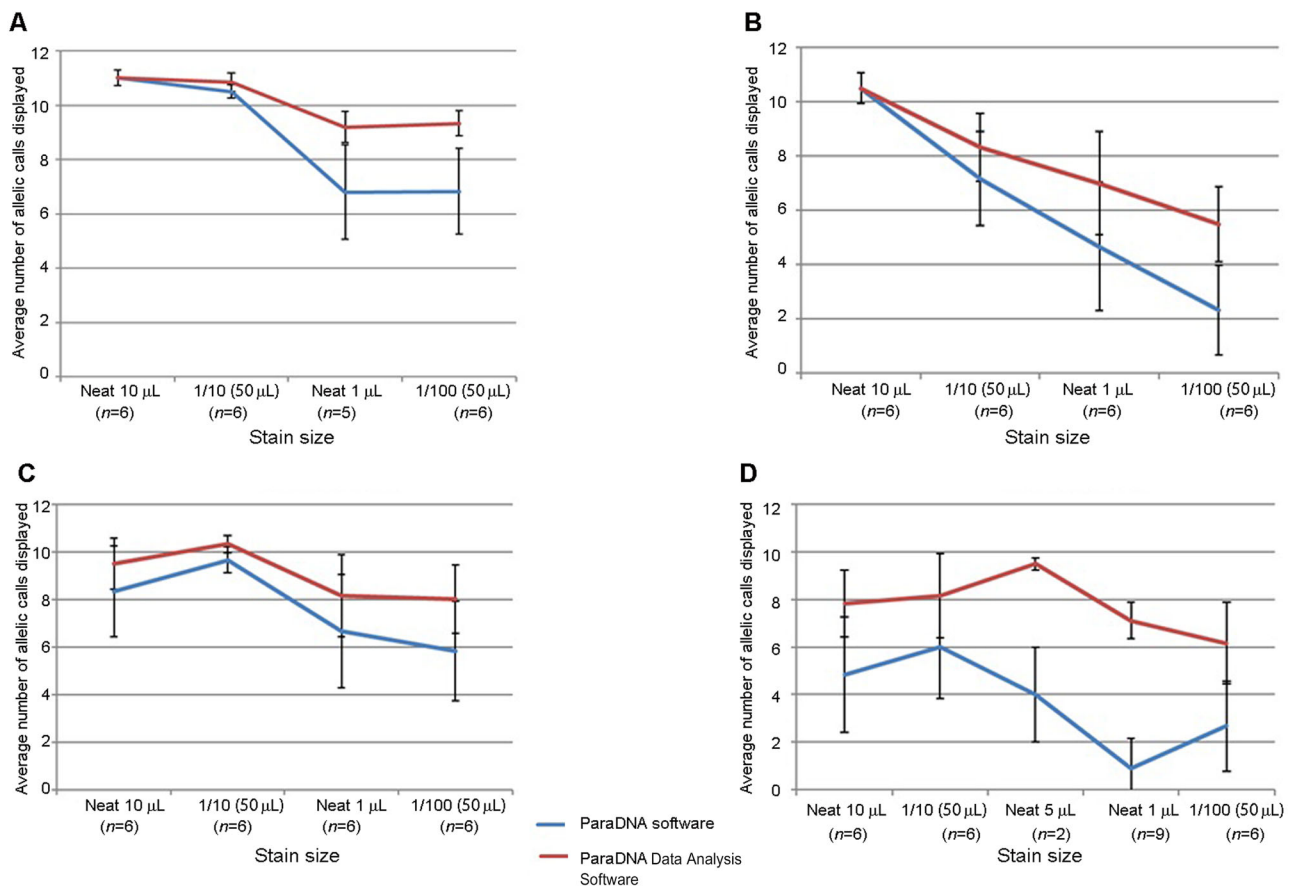 A
12
10
8
6
4
2
0
Average number of allelic calls displayed
Neat 10 µL
(n=6)
1/10 (50 µL)
(n=6)
Neat 1 µL
(n=5)
1/100 (50 µL)
(n=6)
Stain size
B
12
10
8
6
4
2
0
Average number of allelic calls displayed
Neat 10 µL
(n=6)
1/10 (50 µL)
(n=6)
Neat 1 µL
(n=6)
1/100 (50 µL)
(n=6)
Stain size
C
12
10
8
6
4
2
0
Average number of allelic calls displayed
Neat 10 µL
(n=6)
1/10 (50 µL)
(n=6)
Neat 1 µL
(n=6)
1/100 (50 µL)
(n=6)
Stain size
D
12
10
8
6
4
2
0
Average number of allelic calls displayed
Neat 10 µL
(n=6)
1/10 (50 µL)
(n=6)
Neat 5 µL
(n=2)
Neat 1 µL
(n=9)
1/100 (50 µL)
(n=6)
Stain size
ParaDNA software
ParaDNA Data Analysis
Software